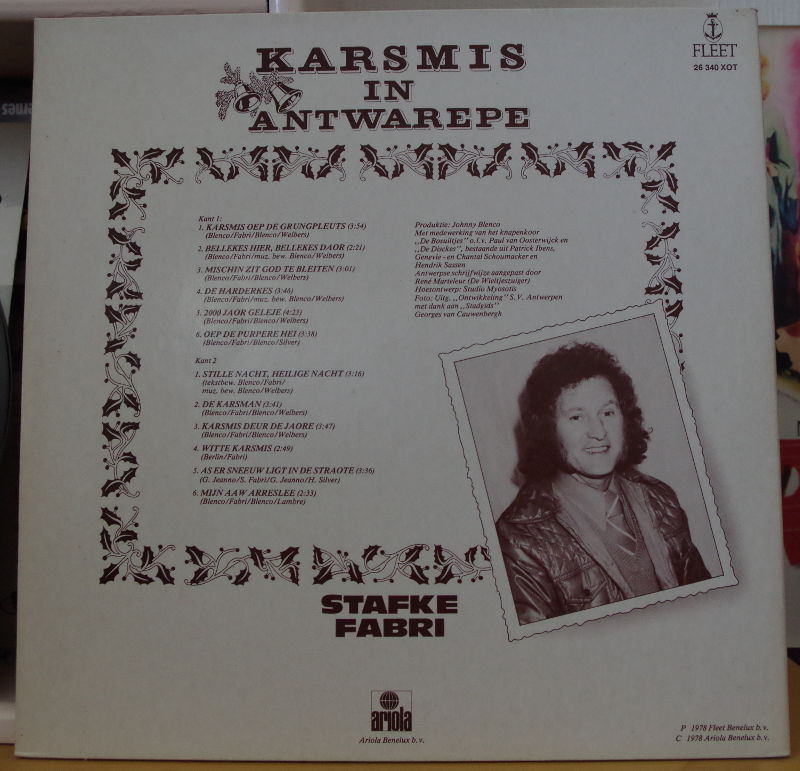 KARSMIS
IN
ANTWAREPE
FLEET
26 340 XOT
Kant 1:
1. KARSMIS OEP DE GRUNGPLEUTS (3:54)
(Blenco/Fabri/Blenco/Welbers)
2. BELLEKES HIER, BELLEKES DAOR (2:21)
(Blenco/Fabri/muz. bew. Blenco/Welbers)
3. MISCHIN ZIT GOD TE BLEITEN (3:01)
(Blenco/Fabri/Blenco/Welbers)
4. DE HARDERKES (3:46)
(Blenco/Fabri/muz. bew. Blenco/Welbers)
5. 2000 JAOR GELEJE (4:23)
(Blenco/Fabri/Blenco/Welbers)
6. OEP DE PURPERE HEI (3:38)
(Blenco/Fabri/Blenco/Silver)
Kant 2
1. STILLE NACHT, HEILIGE NACHT (3:16)
(tekstbew. Blenco/Fabri/
muz. bew. Blenco/Welbers)
2. DE KARSMAN (3:41)
(Blenco/Fabri/Blenco/Welbers)
3. KARSMIS DEUR DE JAORE (3:47)
(Blenco/Fabri/Blenco/Welbers)
4. WITTE KARSMIS (2:49)
(Berlin/Fabri)
5. AS ER SNEEUW LIGT IN DE STRAOTE (3:36)
(G. Jeanno/S. Fabri/G. Jeanno/H. Silver)
6. MIJN AAW ARRESLEE (2:33)
(Blenco/Fabri/Blenco/Lambre)
Produktie: Johnny Blenco
Met medewerking van het knapenkoor
,,De Bosuiltjes" o.l.v. Paul van Oosterwijck en
,,De Disckes", bestaande uit Patrick Ibens,
Genevie - en Chantal Schoumacker en
Hendrik Sassen
Antwerpse schrijfwijze aangepast door
René Marteleur (De Wieltjeszuiger)
Hoesontwerp: Studio Myosotis
Foto: Uitg. ,,Ontwikkeling" S.V. Antwerpen
met dank aan ,,Stadgids"
Georges van Cauwenbergh
STAFKE
FABRI
ariola
Ariola Benelux b.v.
P 1978 Fleet Benelux b.v.
C 1978 Ariola Benelux b.v.